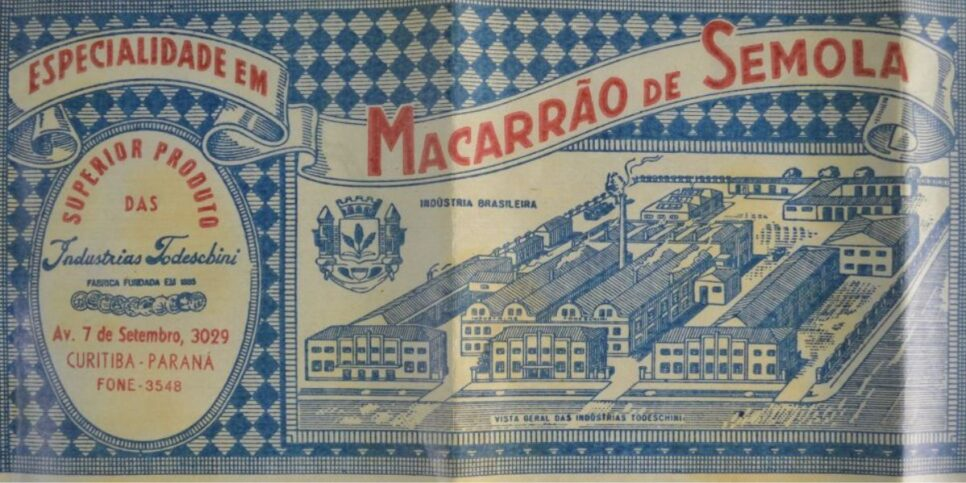 ESPECIALIDADE EM
MACARRÃO DE SEMOLA
SUPERIOR PRODUTO
DAS
Industrias Todeschini
FABRICA FUNDADA EM
Av. 7 de Setembro, 3029
CURITIBA - PARANÁ
FONE - 3548
INDÚSTRIA BRASILEIRA
VISTA GERAL DAS INDÚSTRIAS TODESCHINI